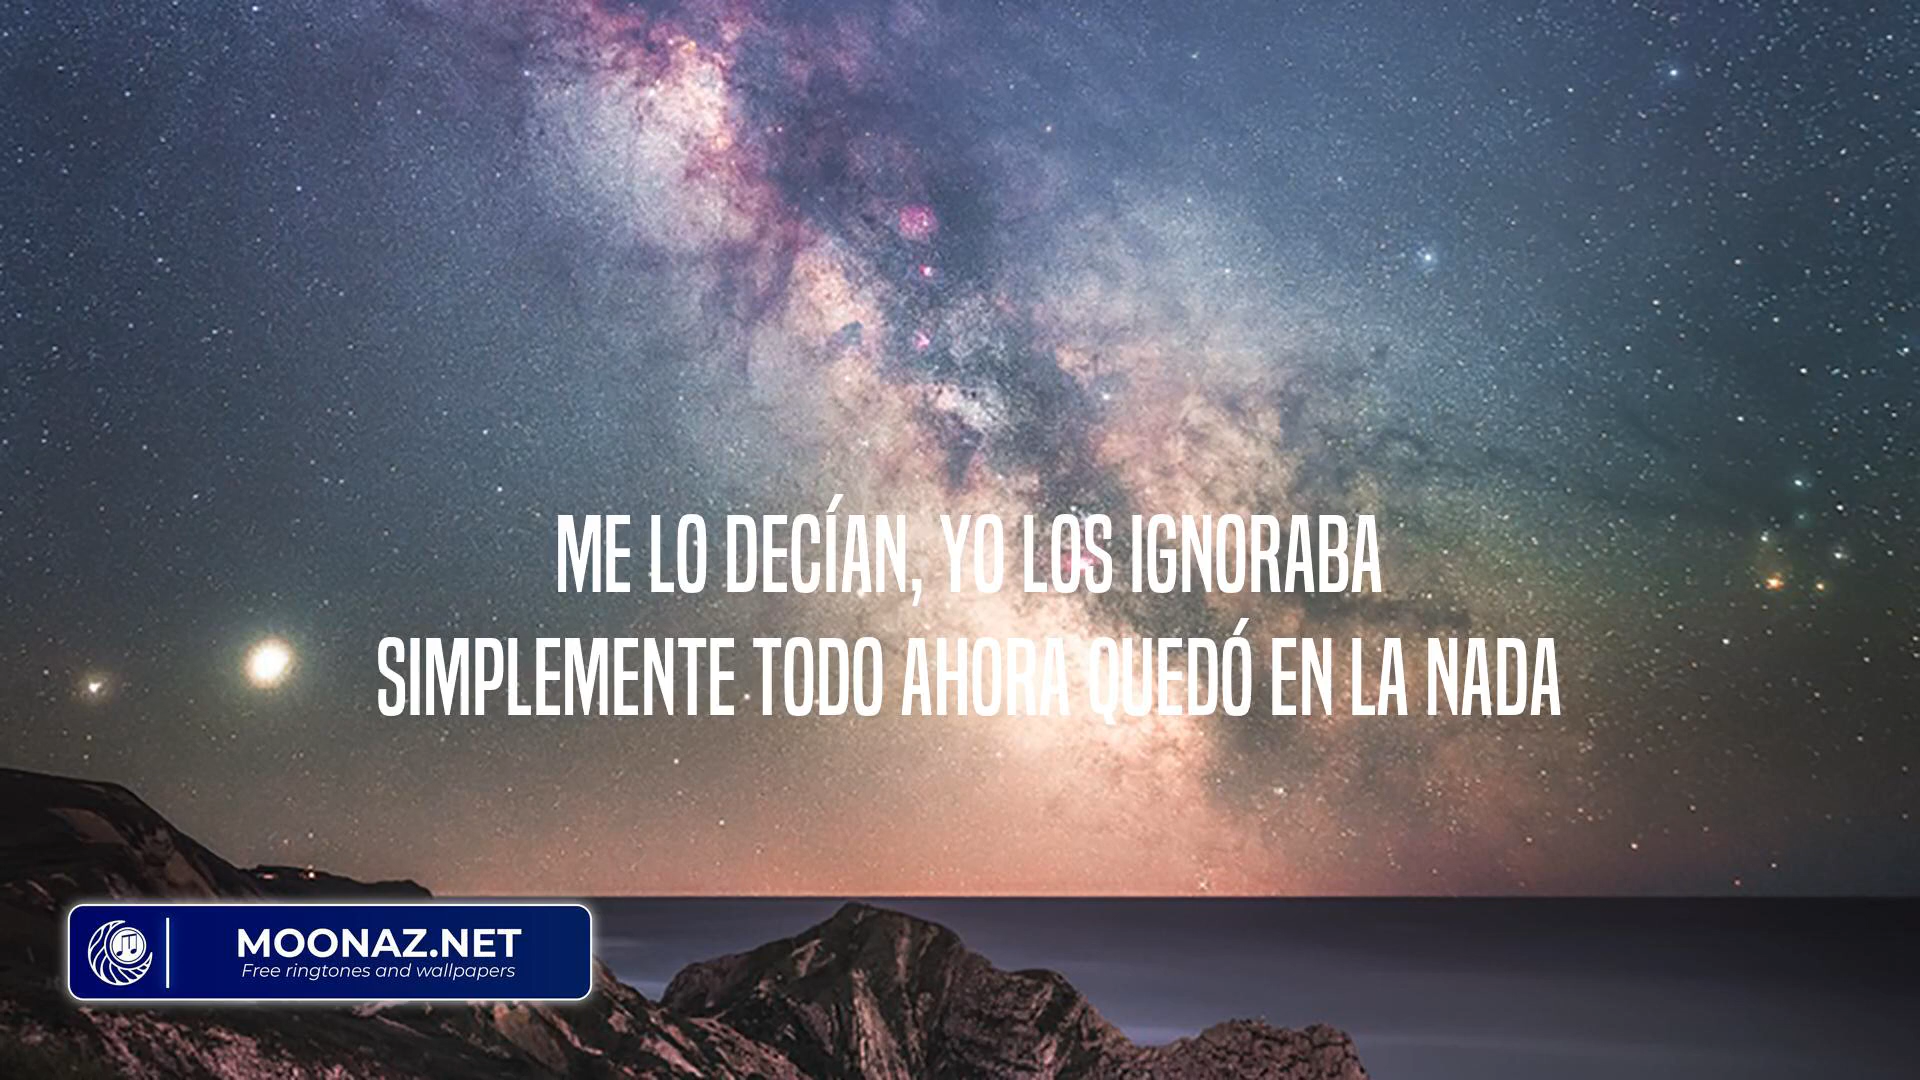 ME LO DECÍAN, YO LOS IGNORABA
SIMPLEMENTE TODO AHORA QUEDÓ EN LA NADA
MOONAZ.NET
Free ringtones and wallpapers